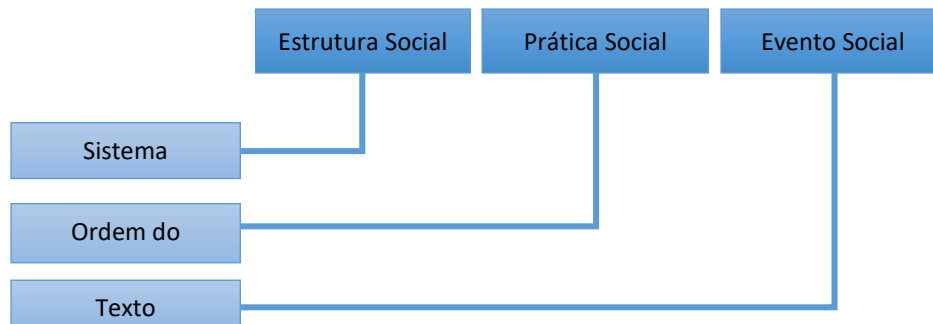 Estrutura Social
Prática Social
Evento Social
Sistema
Ordem do
Texto